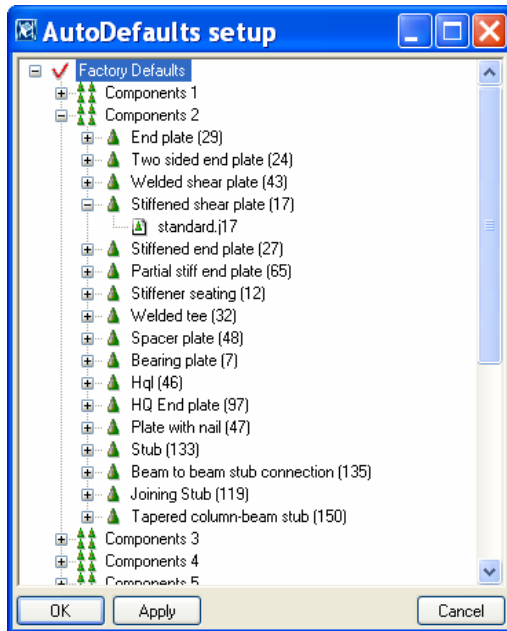 AutoDefaults setup
Factory Defaults
Components 1
Components 2
End plate (29)
Two sided end plate (24)
Welded shear plate (43)
Stiffened shear plate (17)
standard.j17
Stiffened end plate (27)
Partial stiff end plate (65)
Stiffener seating (12)
Welded tee (32)
Spacer plate (48)
Bearing plate (7)
Hql (46)
HQ End plate (97)
Plate with nail (47)
Stub (133)
Beam to beam stub connection (135)
Joining Stub (119)
Tapered column-beam stub (150)
Components 3
Components 4
Components 5
OK Apply Cancel